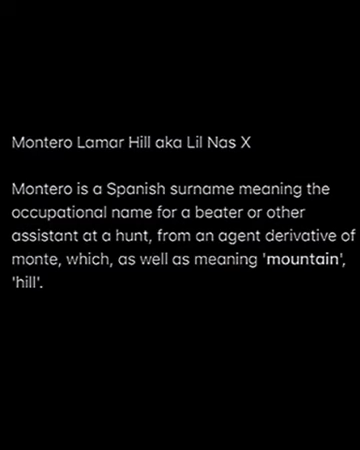 Montero Lamar Hill aka Lil Nas X
Montero is a Spanish surname meaning the
occupational name for a beater or other
assistant at a hunt, from an agent derivative of
monte, which, as well as meaning 'mountain',
'hill'.